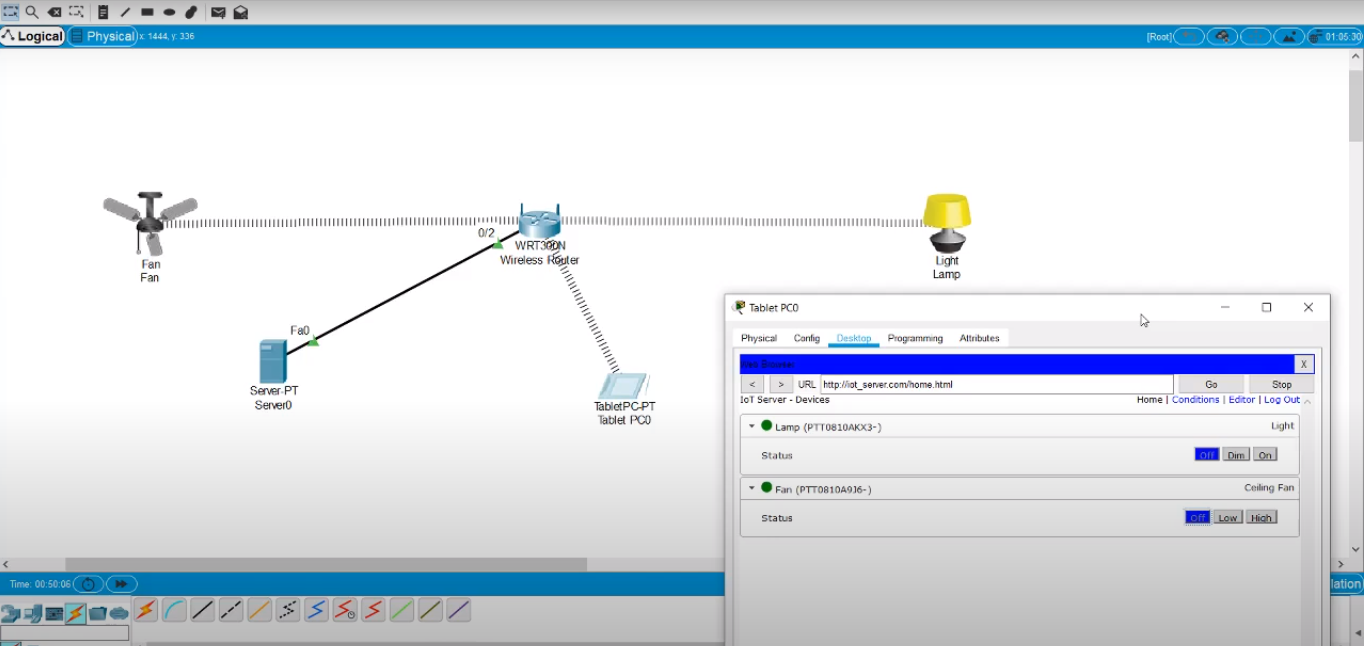 Logical Physical x: 1444, y: 336 [Root] 01:05:30
0/2
WRT300N
Wireless Router
Fan
Fan
Light
Lamp
Fa0
Server-PT
Server0
TabletPC-PT
Tablet PC0
Tablet PC0
Physical Config Desktop Programming Attributes
Web Browser X
< > URL http://iot_server.com/home.html Go Stop
IoT Server - Devices Home | Conditions | Editor | Log Out
Lamp (PTT0810AKX3-) Light
Status Off Dim On
Fan (PTT0810A9J6-) Ceiling Fan
Status Off Low High
Time: 00:50:06